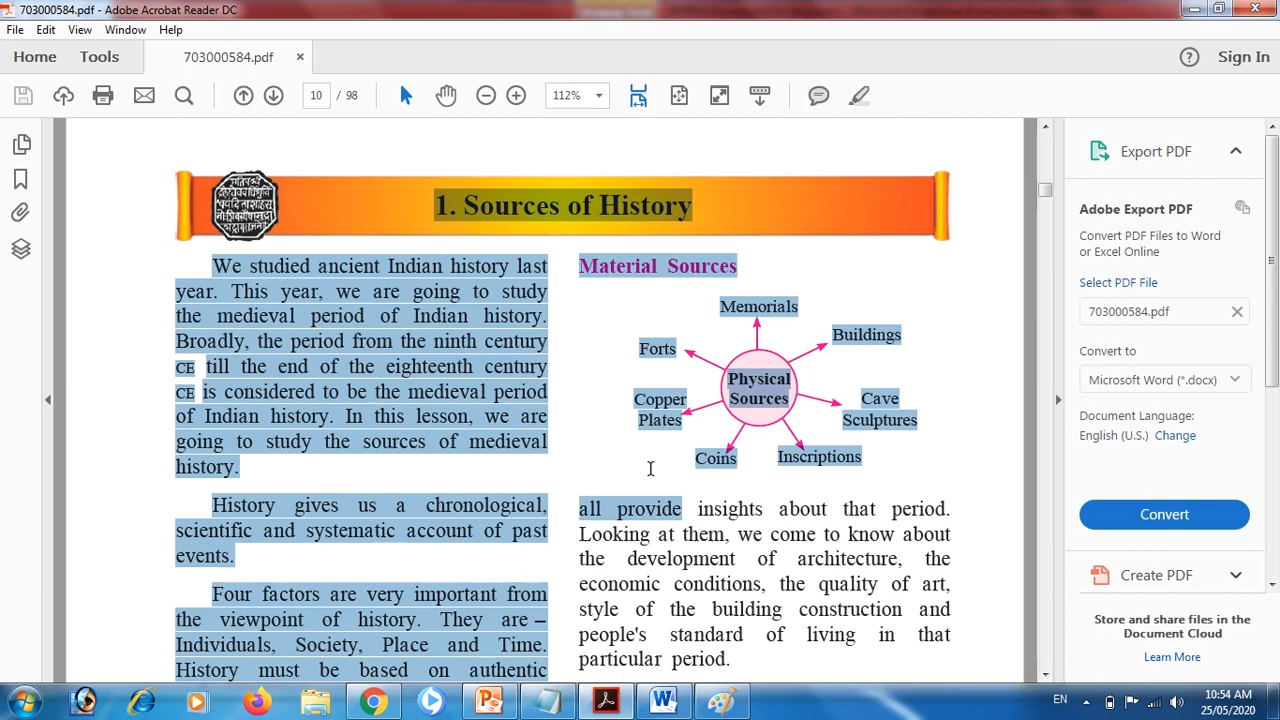 703000584.pdf - Adobe Acrobat Reader DC
File Edit View Window Help
Home Tools 703000584.pdf × Sign In
10 / 98 112%
1. Sources of History
We studied ancient Indian history last
year. This year, we are going to study
the medieval period of Indian history.
Broadly, the period from the ninth century
CE till the end of the eighteenth century
CE is considered to be the medieval period
of Indian history. In this lesson, we are
going to study the sources of medieval
history.
History gives us a chronological,
scientific and systematic account of past
events.
Four factors are very important from
the viewpoint of history. They are –
Individuals, Society, Place and Time.
History must be based on authentic
Material Sources
Memorials
Buildings
Forts
Physical
Sources
Copper
Plates
Cave
Sculptures
Coins
Inscriptions
all provide insights about that period.
Looking at them, we come to know about
the development of architecture, the
economic conditions, the quality of art,
style of the building construction and
people's standard of living in that
particular period.
Export PDF
Adobe Export PDF
Convert PDF Files to Word
or Excel Online
Select PDF File
703000584.pdf
Convert to
Microsoft Word (*.docx)
Document Language:
English (U.S.) Change
Convert
Create PDF
Store and share files in the
Document Cloud
Learn More
EN
10:54 AM
25/05/2020